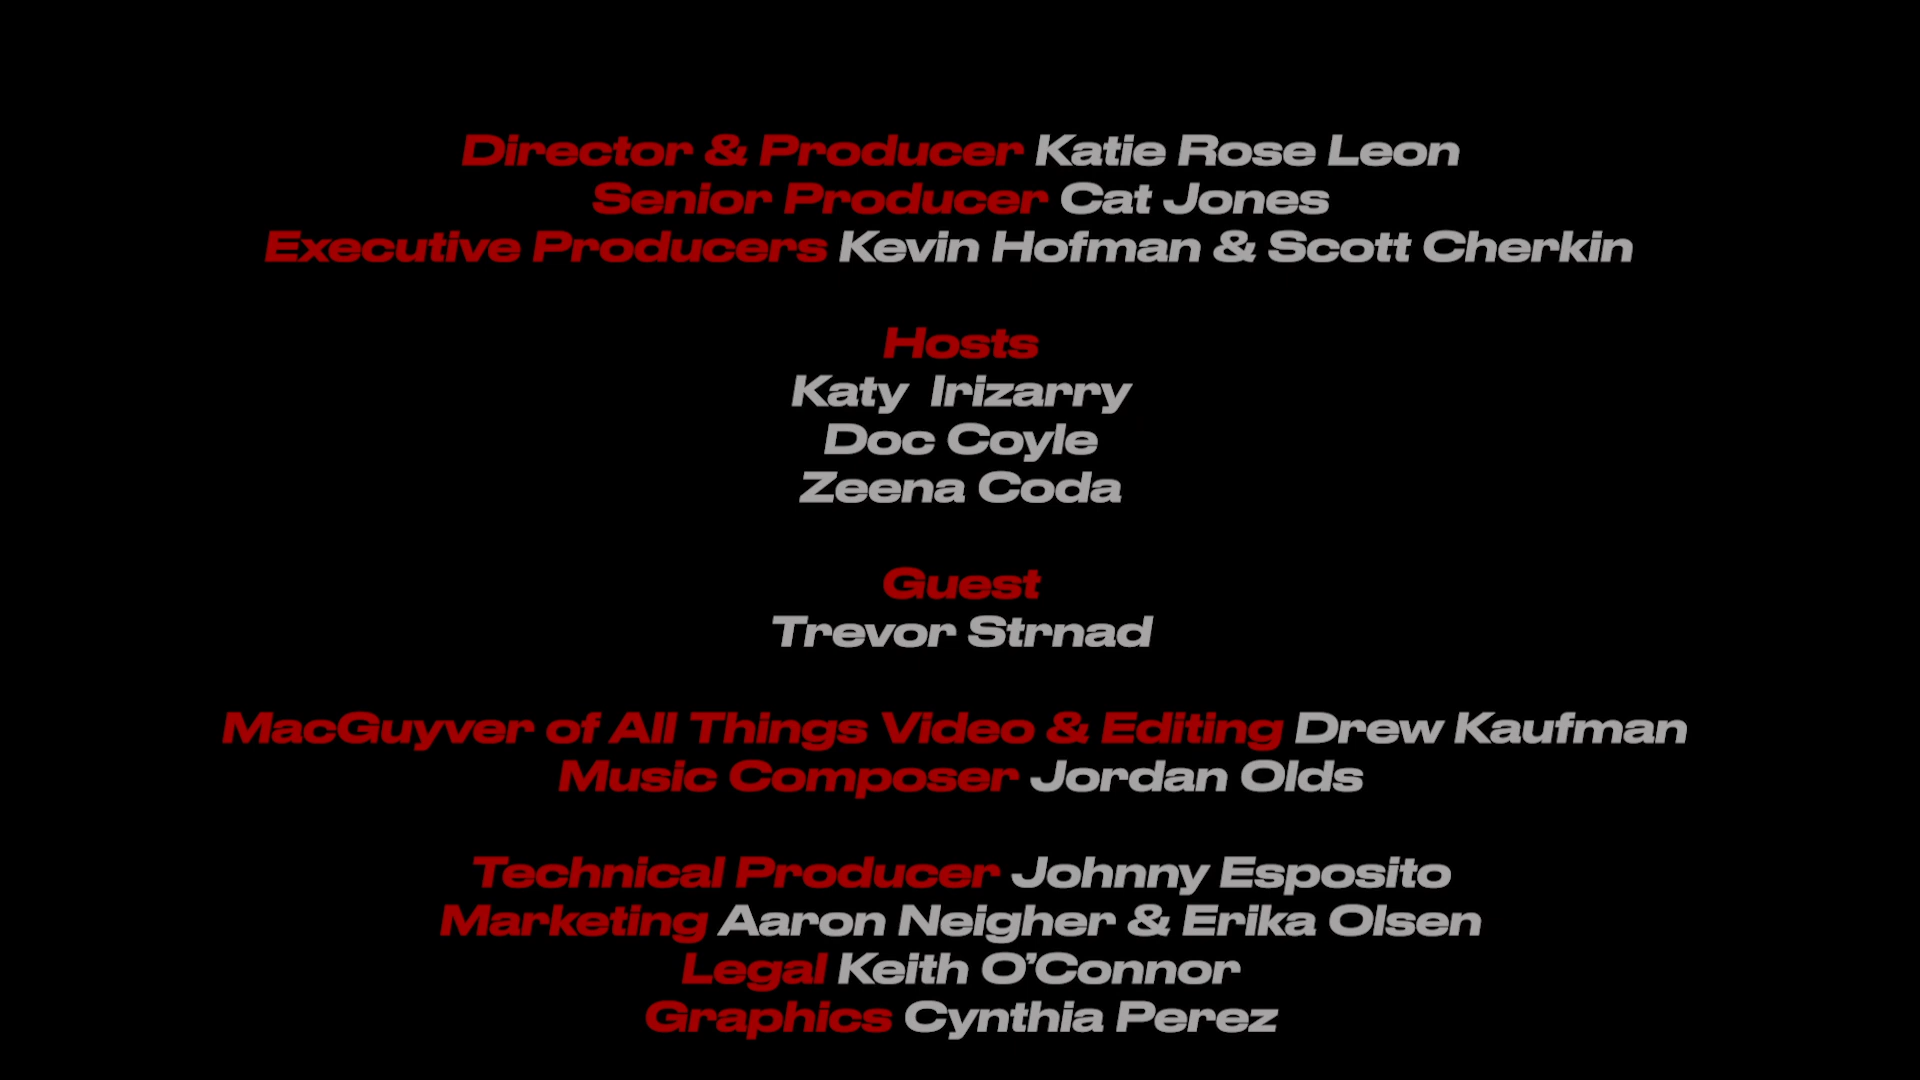 Director & Producer Katie Rose Leon
Senior Producer Cat Jones
Executive Producers Kevin Hofman & Scott Cherkin
Hosts
Katy  Irizarry
Doc Coyle
Zeena Coda
Guest
Trevor Strnad
MacGuyver of All Things Video & Editing Drew Kaufman
Music Composer Jordan Olds
Technical Producer Johnny Esposito
Marketing Aaron Neigher & Erika Olsen
Legal Keith O’Connor
Graphics Cynthia Perez